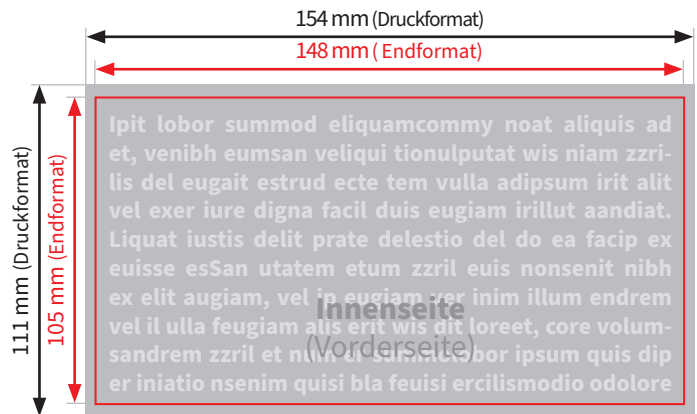 154 mm (Druckformat)
148 mm ( Endformat)
111 mm (Druckformat)
105 mm (Endformat)
Ipit lobor summod eliquamcommy noat aliquis ad
et, venibh eumsan veliqui tionulputat wis niam zzri-
lis del eugait estrud ecte tem vulla adipsum irit alit
vel exer iure digna facil duis eugiam irillut aandiat.
Liquat iustis delit prate delestio del do ea facip ex
euisse esSan utatem etum zzril euis nonsenit nibh
ex elit augiam, vel ip eugiam ver inim illum endrem
Innenseite
vel il ulla feugiam alis erit wis dit loreet, core volum-
(Vorderseite)
sandrem zzril et ipsum quis dip
er iniatio nsenim quisi bla feuisi ercilismodio odolore